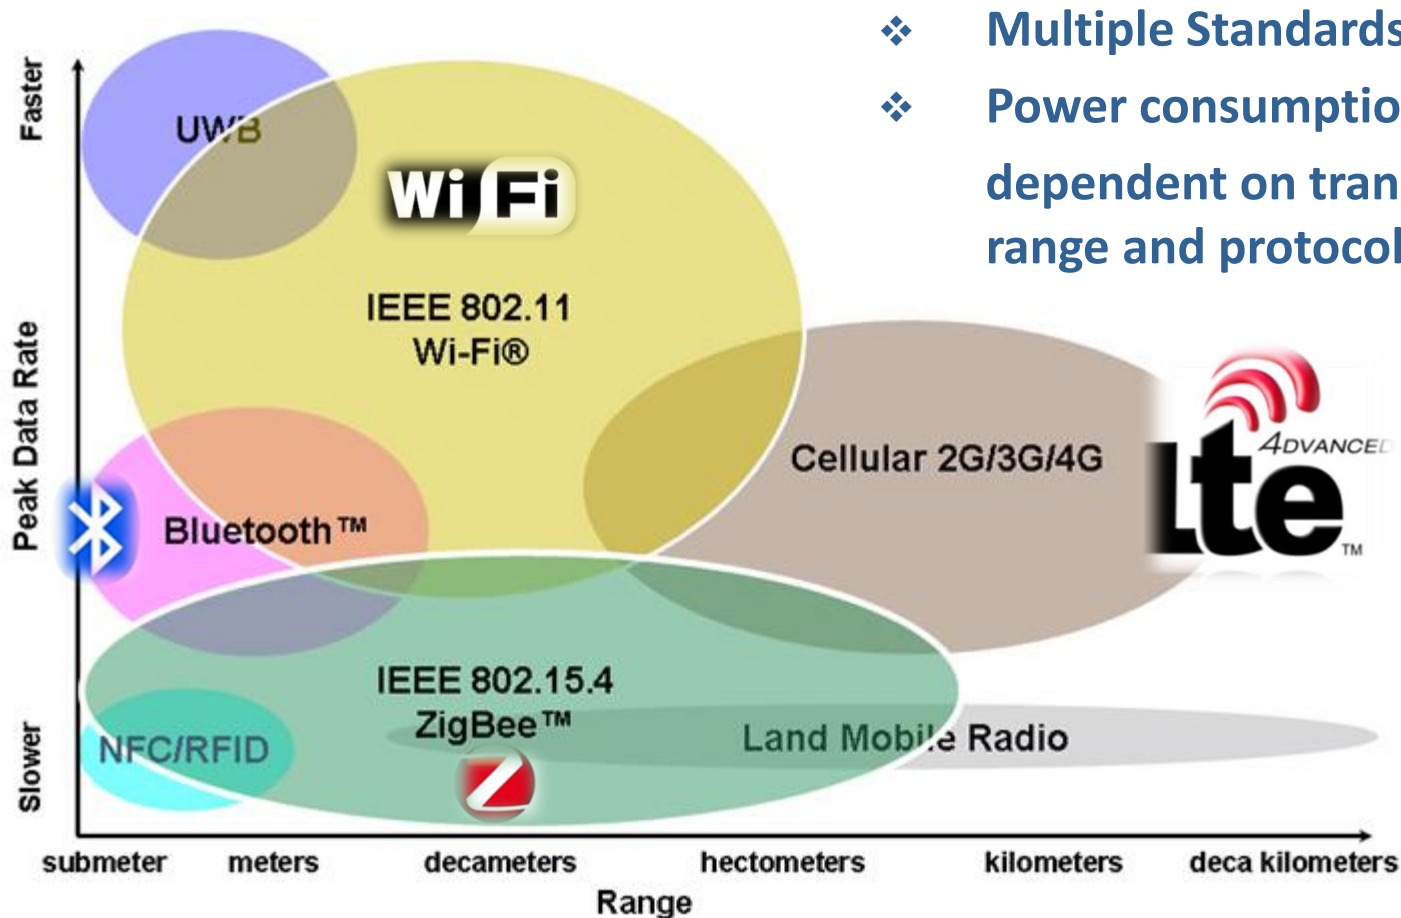 ❖ Multiple Standards
❖ Power consumptio
dependent on tran
range and protocol
Faster
Peak Data Rate
Slower
UWB
Wi Fi
IEEE 802.11
Wi-Fi®
Cellular 2G/3G/4G
4DVANCED
lte
TM
Bluetooth™
IEEE 802.15.4
ZigBee™
NFC/RFID
Land Mobile Radio
submeter meters decameters hectometers kilometers deca kilometers
Range